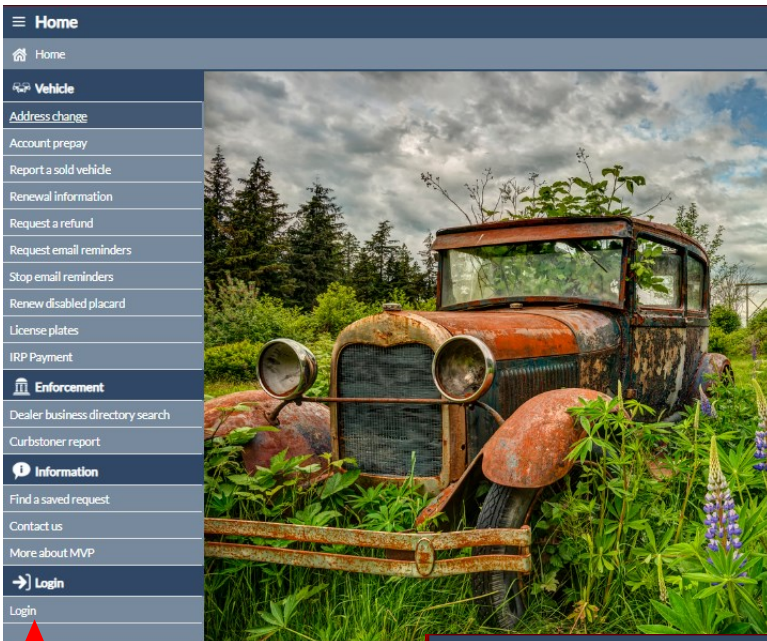 Home
Home
Vehicle
Address change
Account prepay
Report a sold vehicle
Renewal information
Request a refund
Request email reminders
Stop email reminders
Renew disabled placard
License plates
IRP Payment
Enforcement
Dealer business directory search
Curbstoner report
Information
Find a saved request
Contact us
More about MVP
Login
Login